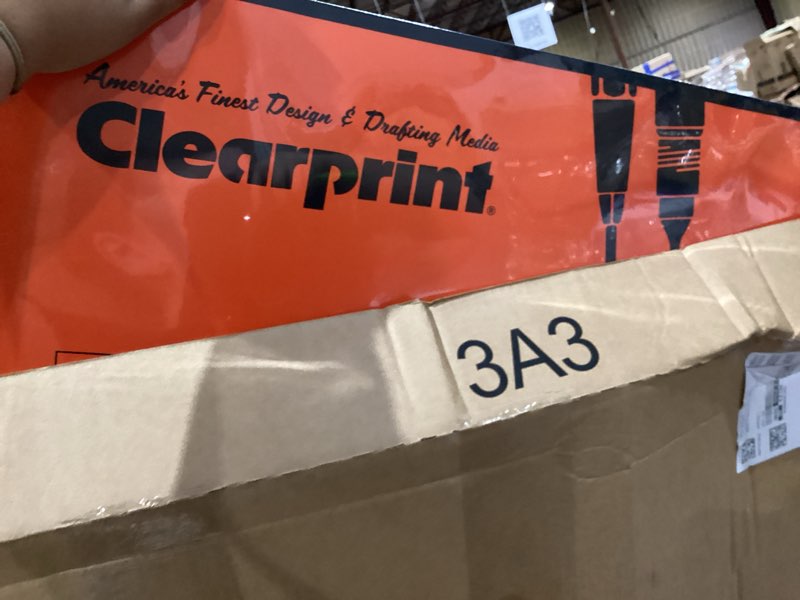 America's Finest Design & Drafting Media
Clearprint®
3A3